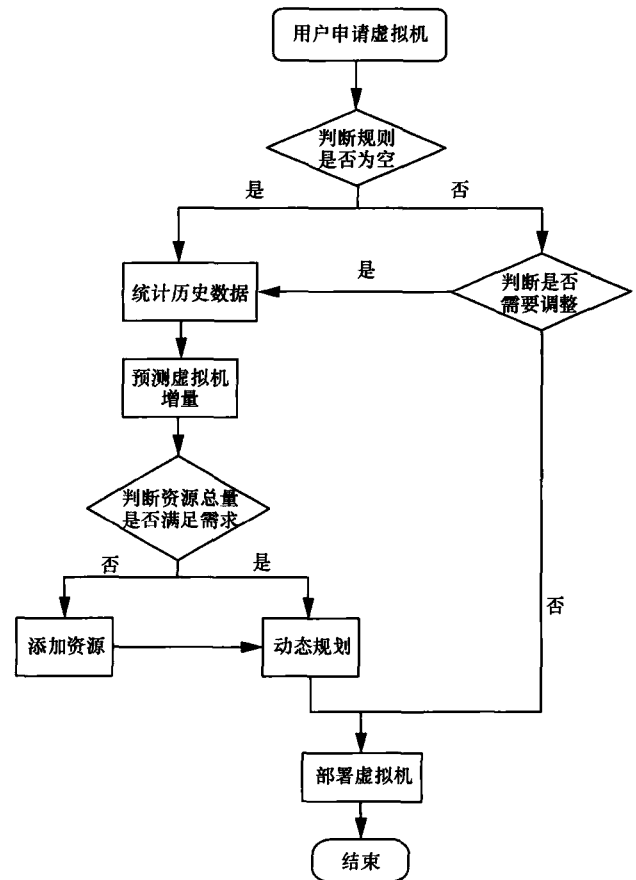 用户申请虚拟机
判断规则
是否为空
是
否
统计历史数据
是
判断是否
需要调整
预测虚拟机
增量
判断资源总量
是否满足需求
否
是
否
添加资源
动态规划
部署虚拟机
结束